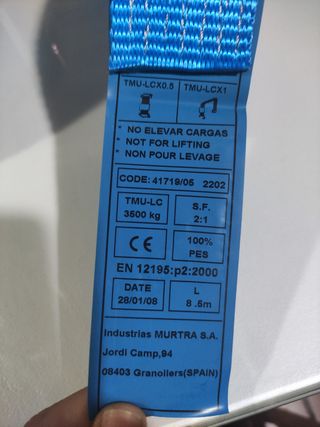 TMU-LCX0.5 TMU-LCX1
* NO ELEVAR CARGAS
* NOT FOR LIFTING
* NON POUR LEVAGE
CODE: 41719/05 2202
TMU-LC
3500 kg
S.F.
2:1
CE
100%
PES
EN 12195:p2:2000
DATE
28/01/08
L
8.5m
Industrias MURTRA S.A.
Jordi Camp,94
08403 Granollers(SPAIN)